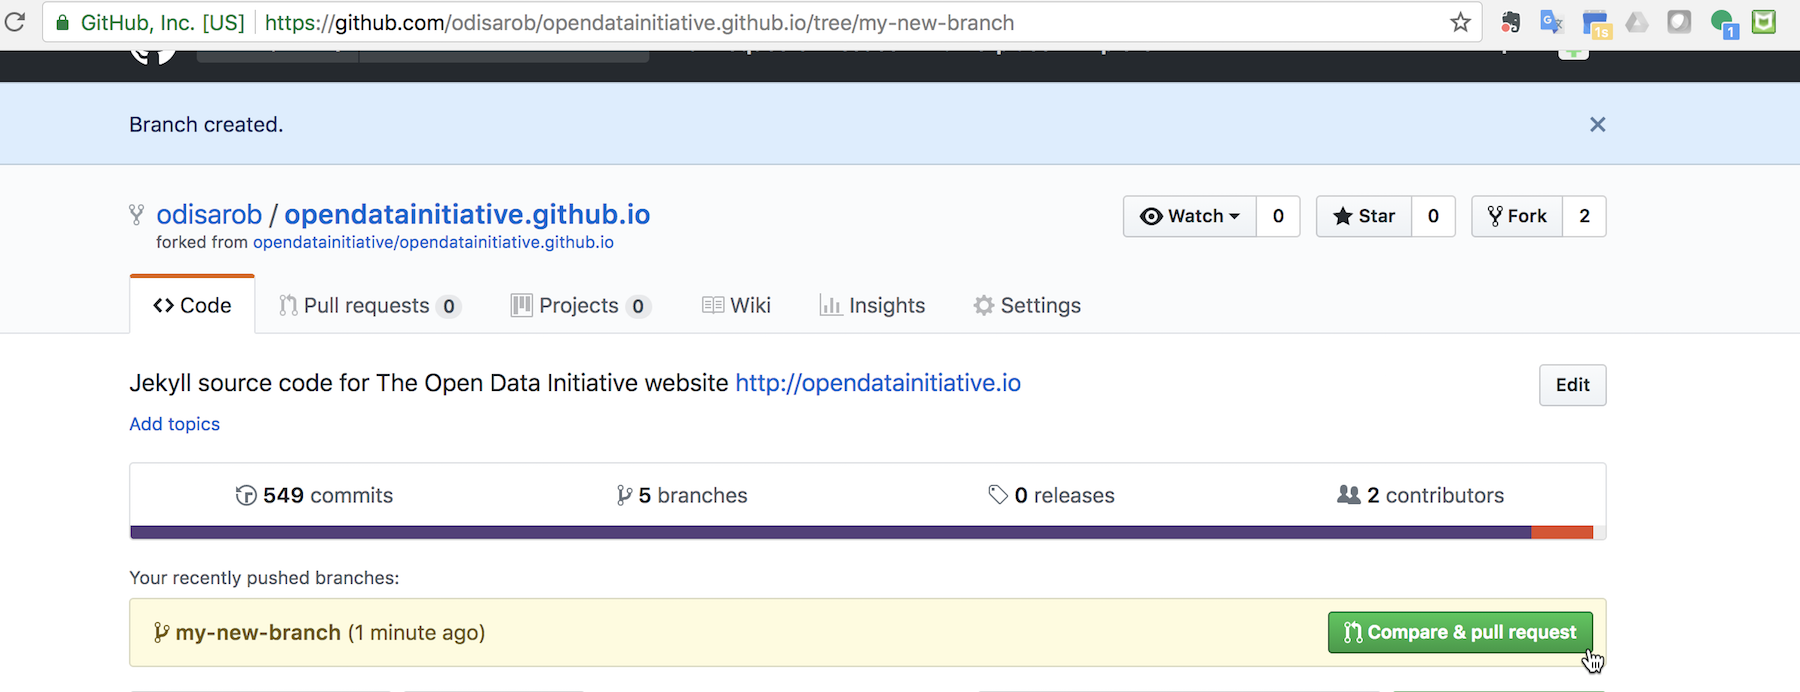 GitHub, Inc. [US] https://github.com/odisarob/opendatainitiative.github.io/tree/my-new-branch
1s
1
Branch created.
odisarob / opendatainitiative.github.io
Watch 0 Star 0 Fork 2
forked from opendatainitiative/opendatainitiative.github.io
Code Pull requests 0 Projects 0 Wiki Insights Settings
Jekyll source code for The Open Data Initiative website http://opendatainitiative.io
Edit
Add topics
549 commits 5 branches 0 releases 2 contributors
Your recently pushed branches:
my-new-branch (1 minute ago) Compare & pull request